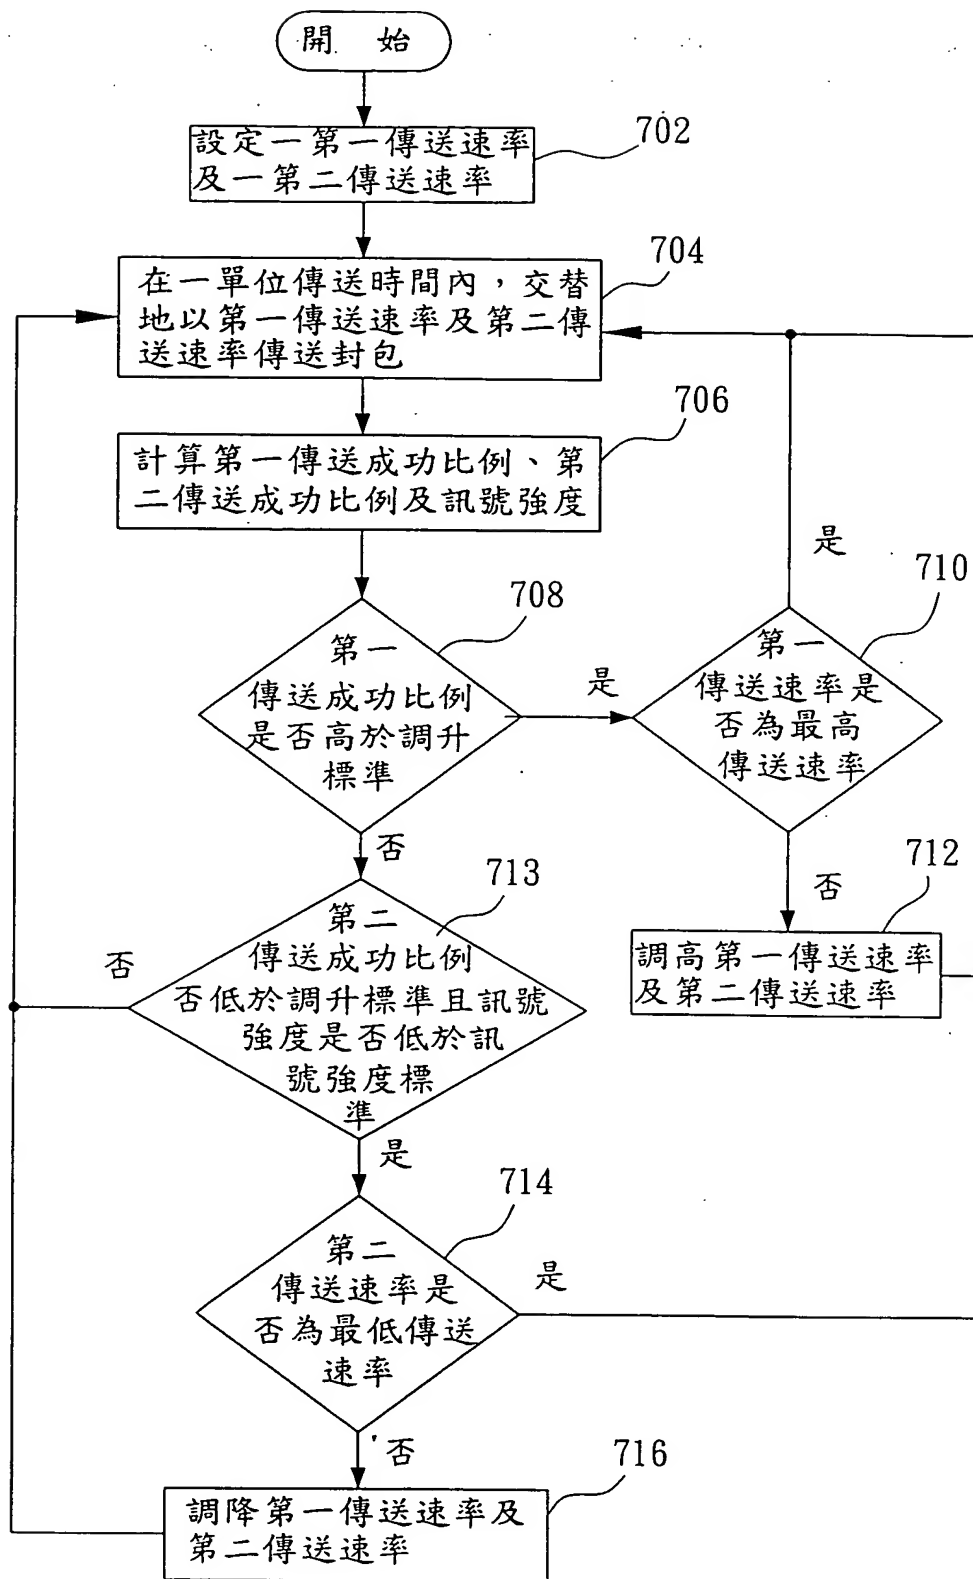 開 始
702
設定一第一傳送速率
及一第二傳送速率
704
在一單位傳送時間內，交替
地以第一傳送速率及第二傳
送速率傳送封包
706
計算第一傳送成功比例、第
二傳送成功比例及訊號強度
是
708
710
第一
傳送成功比例
是否高於調升
標準
是
第一
傳送速率是
否為最高
傳送速率
否
否
712
調高第一傳送速率
及第二傳送速率
713
第二
傳送成功比例
否低於調升標準且訊號
強度是否低於訊
號強度標
準
否
是
714
第二
傳送速率是
否為最低傳送
速率
是
否
716
調降第一傳送速率及
第二傳送速率